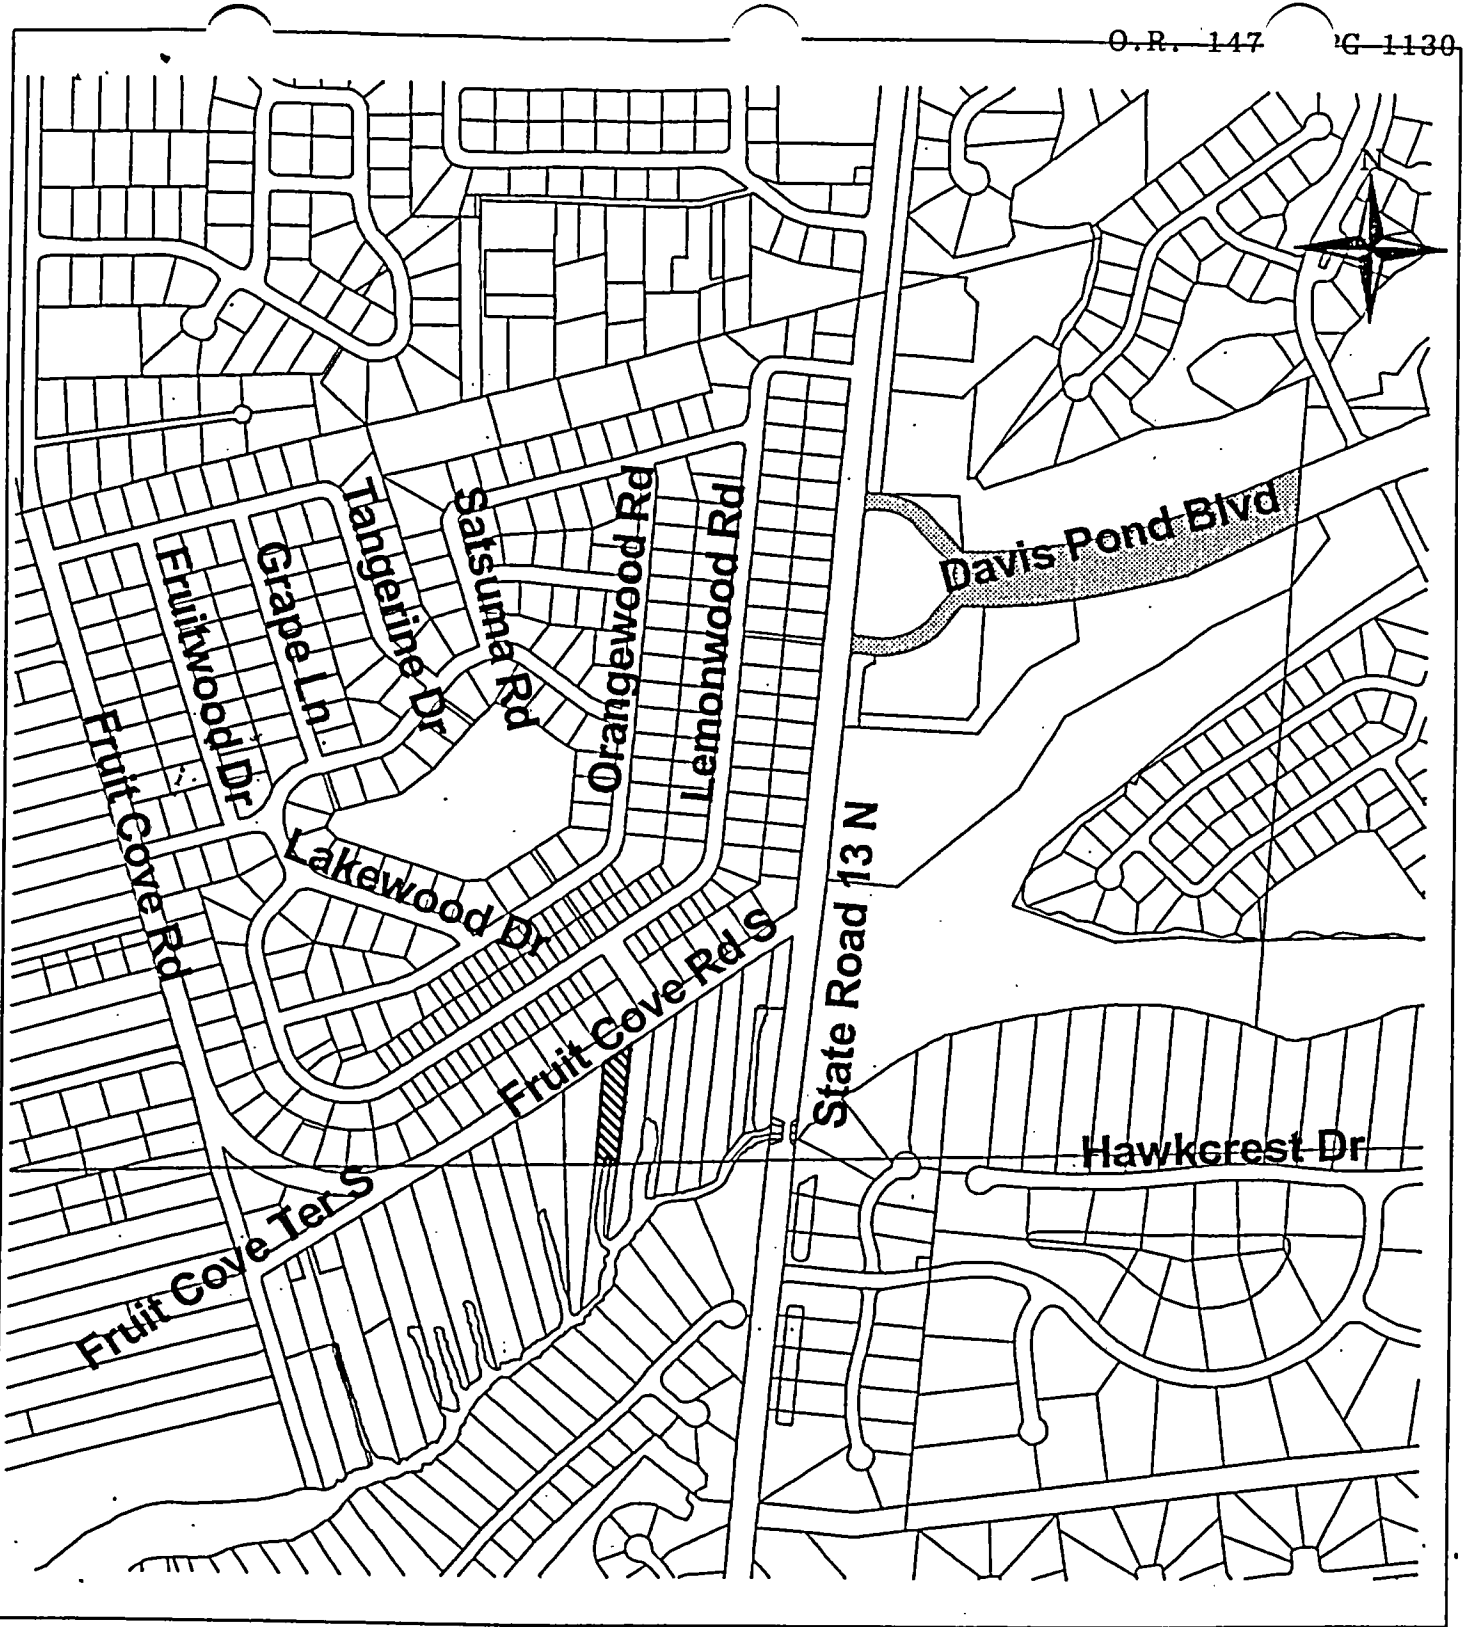 O.R. 147 PG 1130
N
Davis Pond Blvd
Tangerine Dr
Satsuma Rd
Orangewood Rd
Lemonwood Rd
Grape Ln
Fruitwood Dr
Fruit Cove Rd
Lakewood Dr
State Road 13 N
Fruit Cove Rd S
Hawkcrest Dr
Fruit Cove Ter S